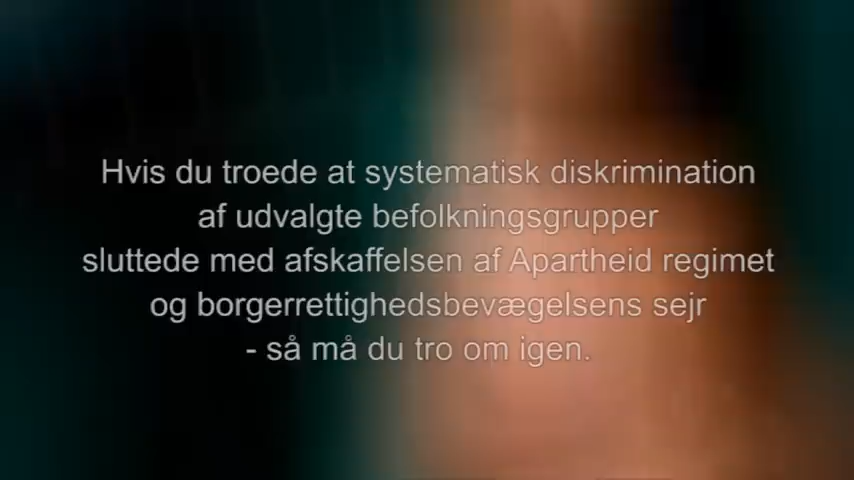 Hvis du troede at systematisk diskrimination
af udvalgte befolkningsgrupper
sluttede med afskaffelsen af Apartheid regimet
og borgerrettighedsbevægelsens sejr
- så må du tro om igen.